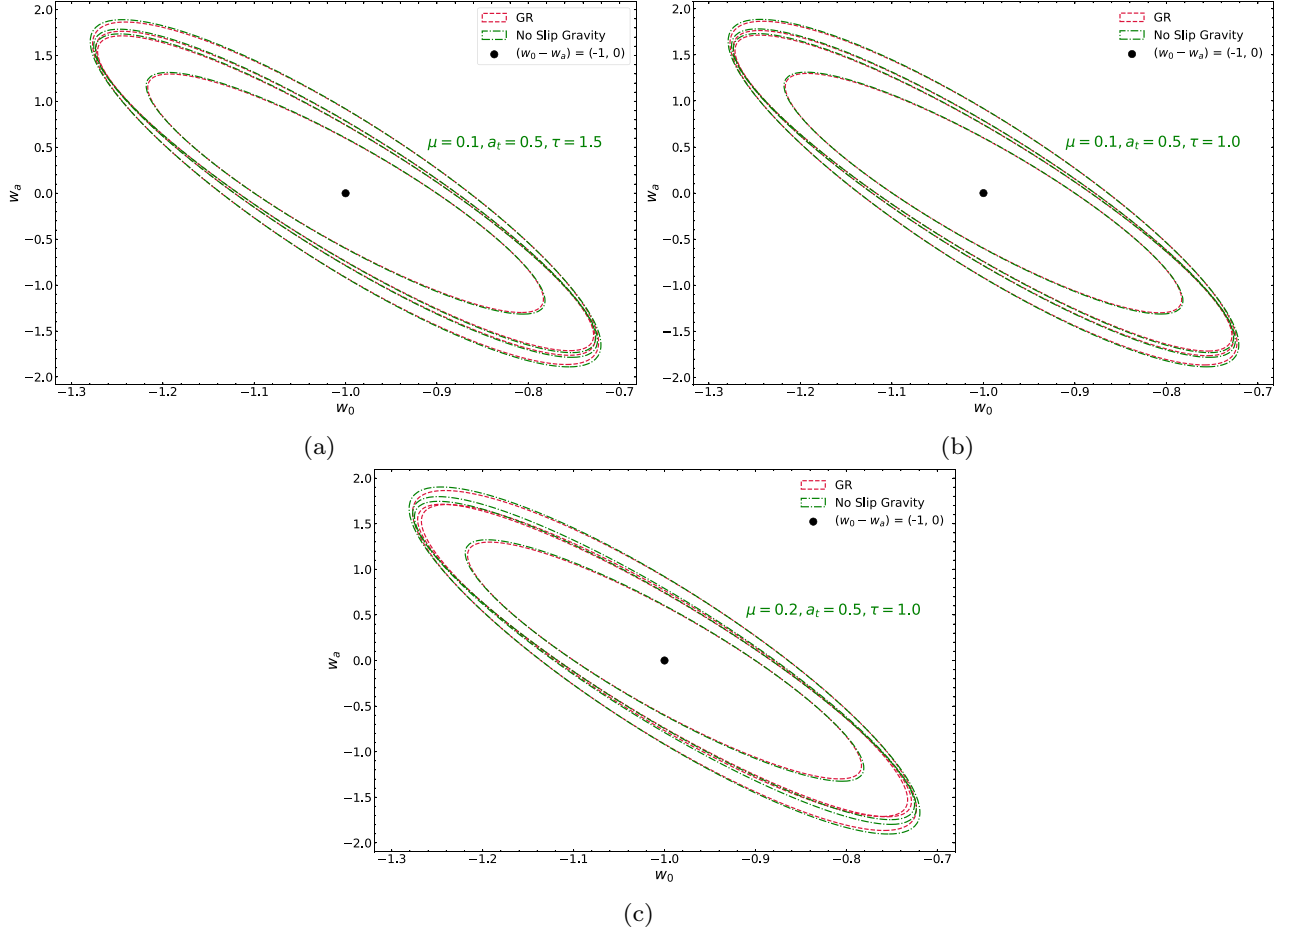 2.0
1.5
1.0
0.5
0.0
−0.5
−1.0
−1.5
−2.0
wₐ
GR
No Slip Gravity
(w₀ − wₐ) = (-1, 0)
μ = 0.1, aₜ = 0.5, τ = 1.5
−1.3 −1.2 −1.1 −1.0 −0.9 −0.8 −0.7
w₀
(a)
2.0
1.5
1.0
0.5
0.0
−0.5
−1.0
−1.5
−2.0
wₐ
GR
No Slip Gravity
(w₀ − wₐ) = (-1, 0)
μ = 0.1, aₜ = 0.5, τ = 1.0
−1.3 −1.2 −1.1 −1.0 −0.9 −0.8 −0.7
w₀
(b)
2.0
1.5
1.0
0.5
0.0
−0.5
−1.0
−1.5
−2.0
wₐ
GR
No Slip Gravity
(w₀ − wₐ) = (-1, 0)
μ = 0.2, aₜ = 0.5, τ = 1.0
−1.3 −1.2 −1.1 −1.0 −0.9 −0.8 −0.7
w₀
(c)